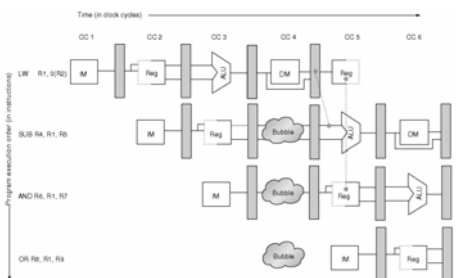 Time (in clock cycles)
CC 1 CC 2 CC 3 CC 4 CC 5 CC 6
Program execution order (in instructions)
LW R1, 0(R2) IM Reg ALU DM Reg
SUB R4, R1, R5 IM Reg Bubble ALU DM
AND R6, R1, R7 IM Bubble Reg ALU
OR R8, R1, R9 Bubble IM Reg